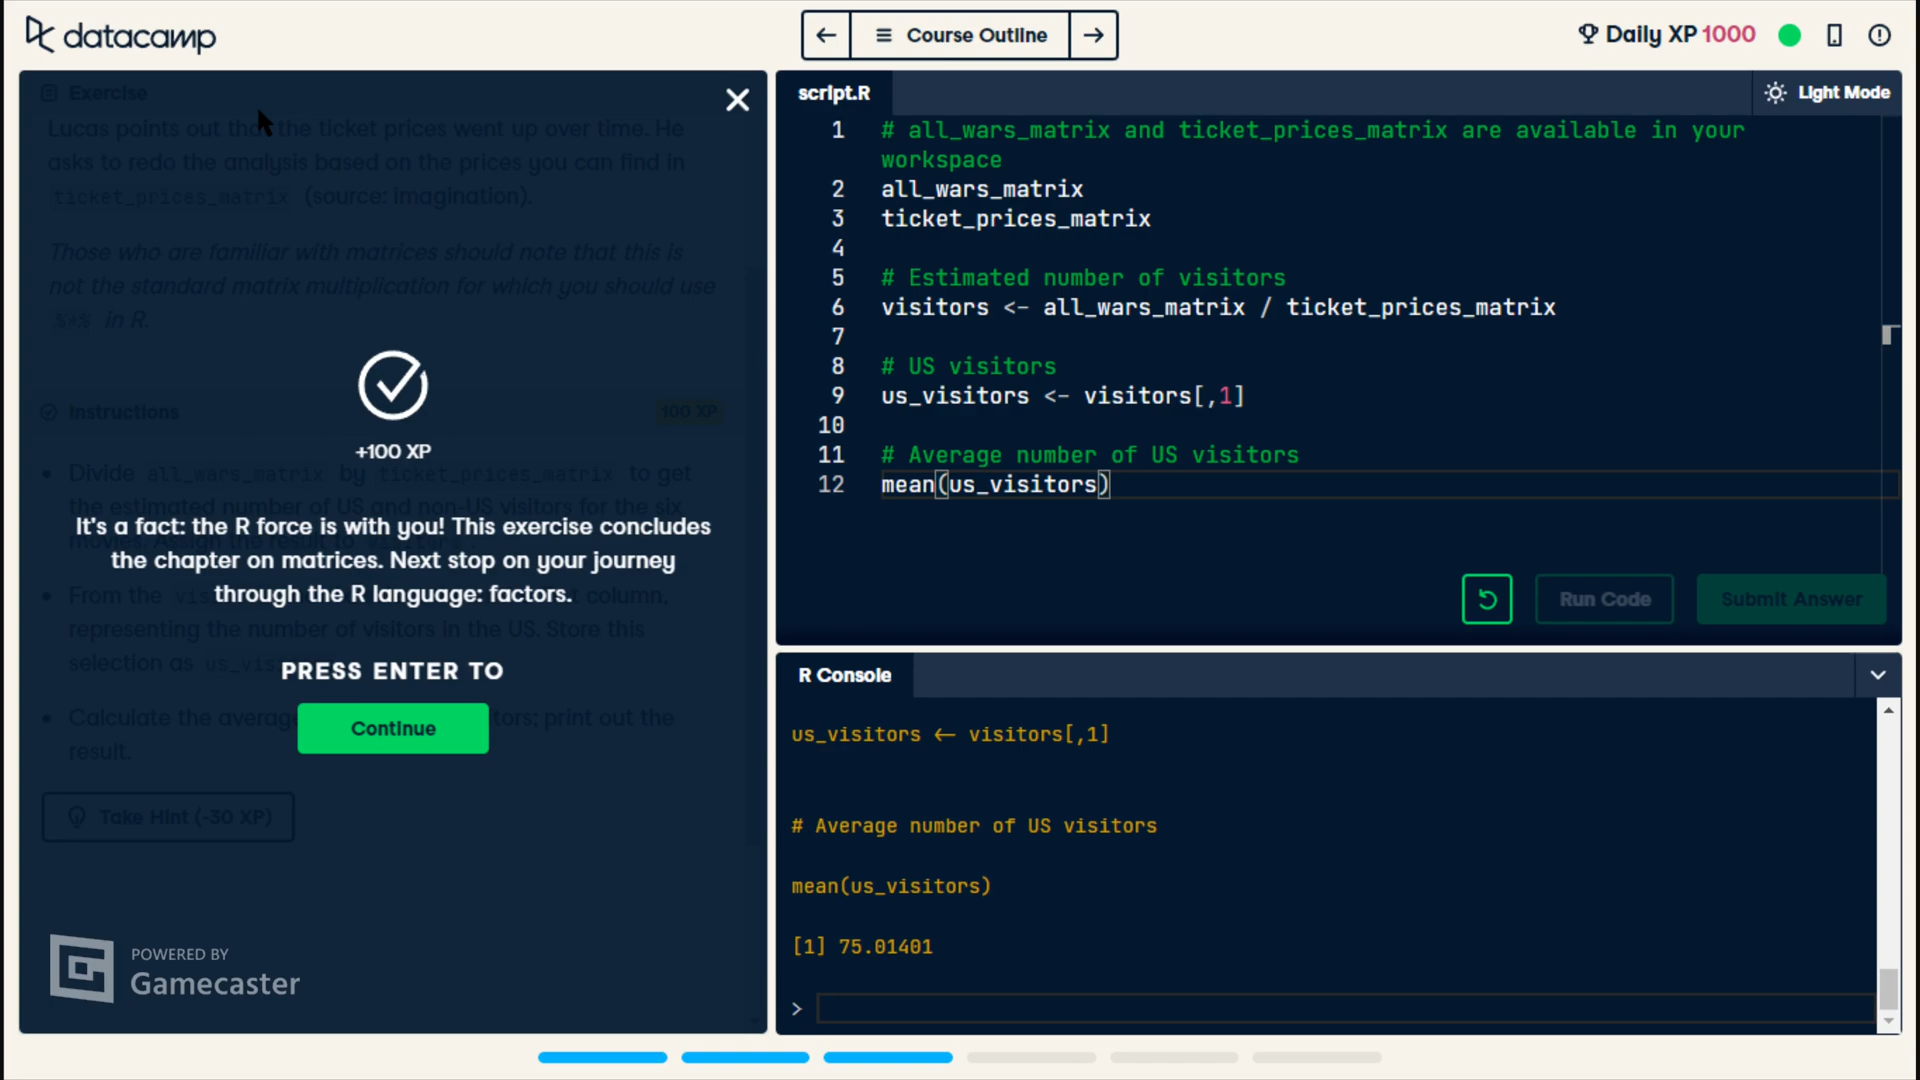 datacamp
Course Outline
Daily XP 1000
Exercise
Lucas points out that the ticket prices went up over time. He
asks to redo the analysis based on the prices you can find in
ticket_prices_matrix (source: imagination).
Those who are familiar with matrices should note that this is
not the standard matrix multiplication for which you should use
%*% in R.
Instructions
100 XP
+100 XP
Divide all_wars_matrix by ticket_prices_matrix to get
the estimated number of US and non-US visitors for the six
It's a fact: the R force is with you! This exercise concludes
the chapter on matrices. Next stop on your journey
through the R language: factors.
From the
column,
representing the number of visitors in the US. Store this
selection as
PRESS ENTER TO
Continue
Calculate the average
print out the
result.
Take Hint (-30 XP)
POWERED BY
Gamecaster
script.R
Light Mode
1 # all_wars_matrix and ticket_prices_matrix are available in your
workspace
2 all_wars_matrix
3 ticket_prices_matrix
4
5 # Estimated number of visitors
6 visitors <- all_wars_matrix / ticket_prices_matrix
7
8 # US visitors
9 us_visitors <- visitors[,1]
10
11 # Average number of US visitors
12 mean(us_visitors)
Run Code
Submit Answer
R Console
us_visitors <- visitors[,1]
# Average number of US visitors
mean(us_visitors)
[1] 75.01401
>